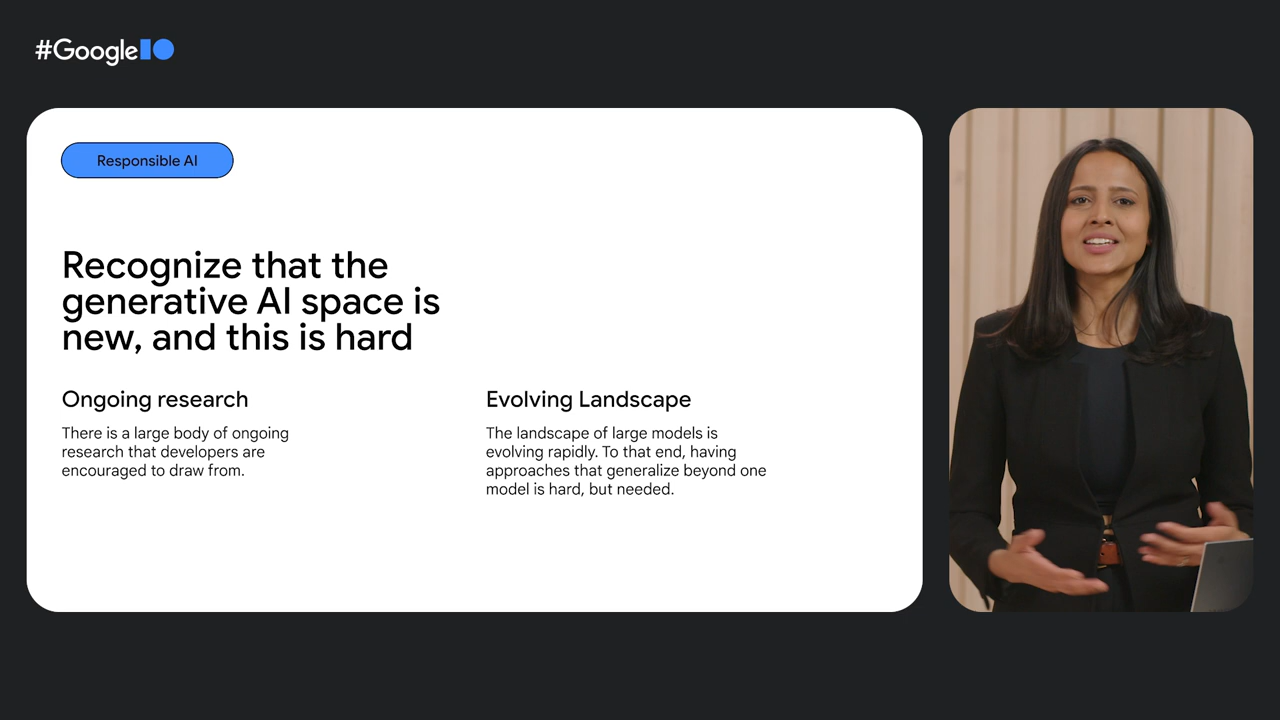 #GoogleIO
Responsible AI
Recognize that the
generative AI space is
new, and this is hard
Ongoing research
There is a large body of ongoing
research that developers are
encouraged to draw from.
Evolving Landscape
The landscape of large models is
evolving rapidly. To that end, having
approaches that generalize beyond one
model is hard, but needed.